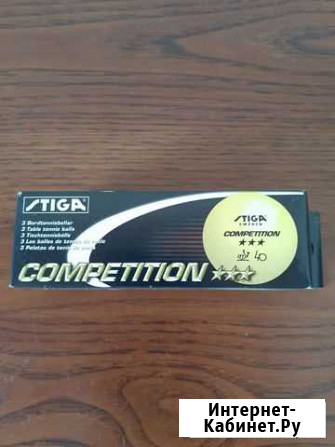 STIGA
3 Bordtennisbollar
3 Table tennis balls
3 Tischtennisbälle
3 Les balles de tennis de table
3 Pelotas de tenis de mesa
COMPETITION
STIGA
SWEDEN
COMPETITION
40
Интернет-
Кабинет.Ру